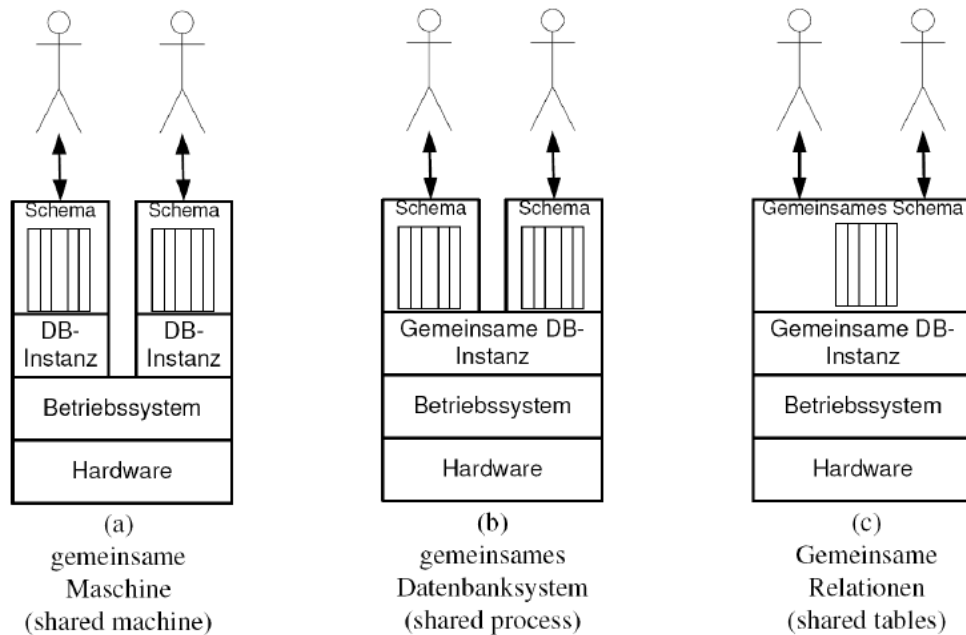 Schema
Schema
DB-
Instanz
DB-
Instanz
Betriebssystem
Hardware
(a)
gemeinsame
Maschine
(shared machine)
Schema
Schema
Gemeinsame DB-
Instanz
Betriebssystem
Hardware
(b)
gemeinsames
Datenbanksystem
(shared process)
Gemeinsames Schema
Gemeinsame DB-
Instanz
Betriebssystem
Hardware
(c)
Gemeinsame
Relationen
(shared tables)